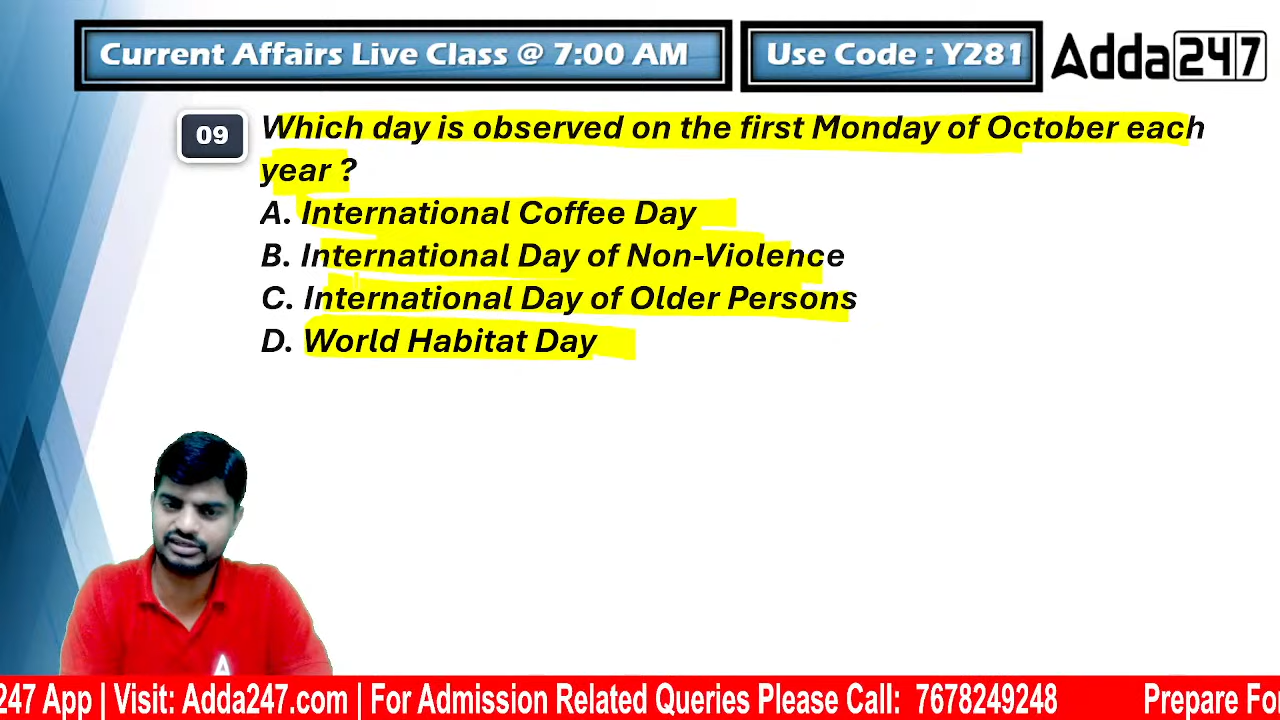 Current Affairs Live Class @ 7:00 AM
Use Code : Y281
Adda247
09
Which day is observed on the first Monday of October each
year ?
A. International Coffee Day
B. International Day of Non-Violence
C. International Day of Older Persons
D. World Habitat Day
A
247 App | Visit: Adda247.com | For Admission Related Queries Please Call: 7678249248 Prepare Fo